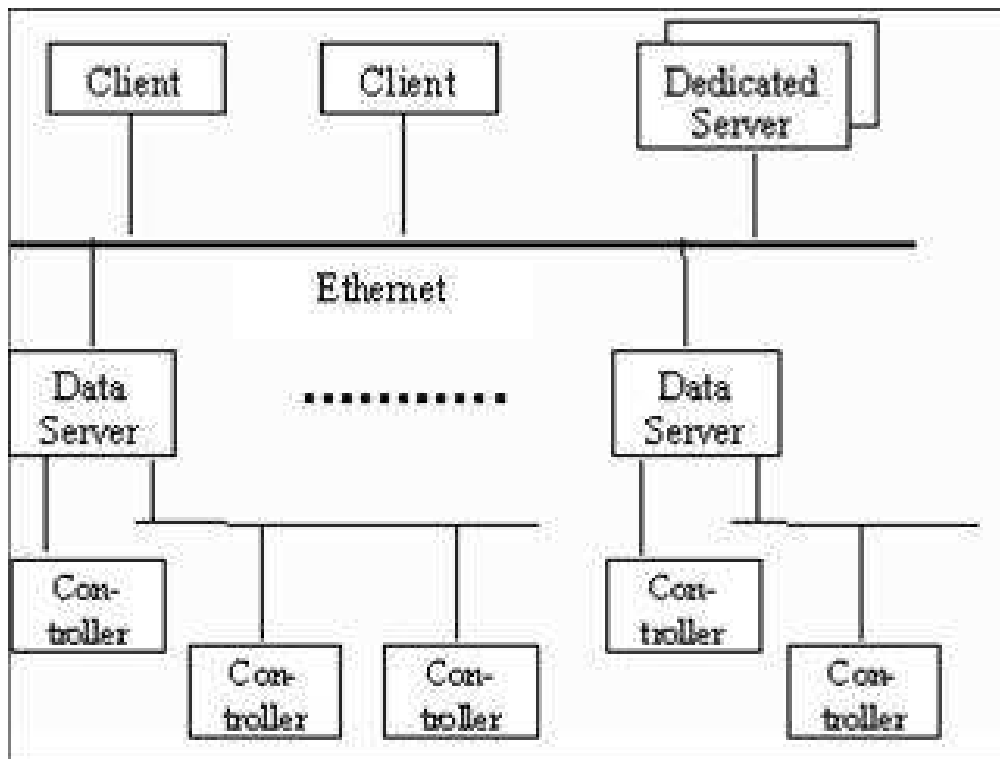 Client
Client
Dedicated
Server
Ethernet
Data
Server
Data
Server
Con-
troller
Con-
troller
Con-
troller
Con-
troller
Con-
troller